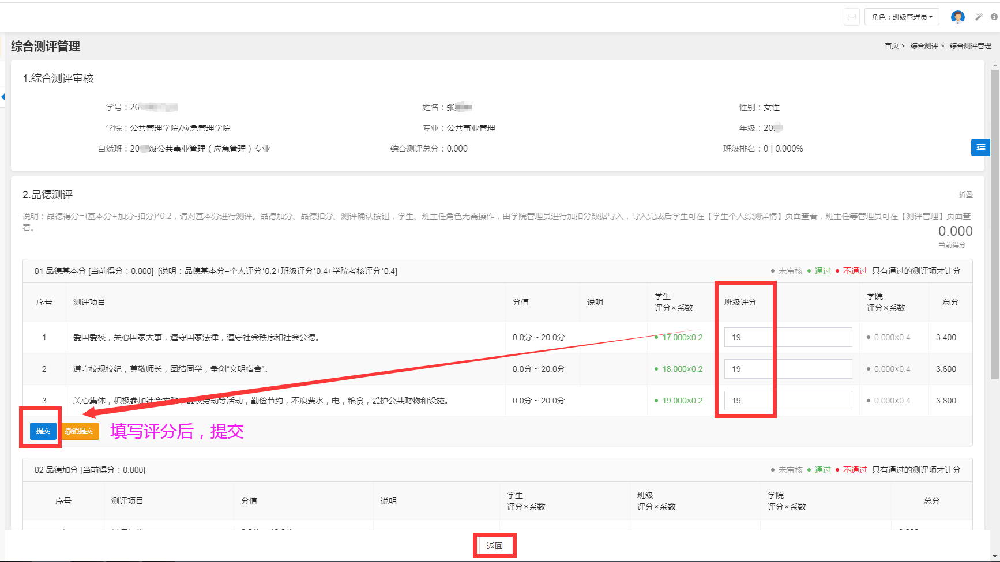 角色：班级管理员
综合测评管理
首页 > 综合测评 > 综合测评管理
1.综合测评审核
学号：20
姓名：张
性别：女性
学院：公共管理学院/应急管理学院
专业：公共事业管理
年级：20
自然班：20 级公共事业管理（应急管理）专业
综合测评总分：0.000
班级排名：0 | 0.000%
2.品德测评
折叠
说明：品德得分=(基本分+加分-扣分)*0.2，请对基本分进行测评。品德加分、品德扣分、测评确认按钮，学生、班主任角色无需操作，由学院管理员进行加扣分数据导入，导入完成后学生可在【学生个人综测详情】页面查看，班主任等管理员可在【测评管理】页面查
看。
0.000
当前得分
01 品德基本分 [当前得分：0.000] [说明：品德基本分=个人评分*0.2+班级评分*0.4+学院考核评分*0.4]
未审核 通过 不通过 只有通过的测评项才计分
序号 测评项目 分值 说明 学生 评分×系数 班级评分 学院 评分×系数 总分
1 爱国爱校，关心国家大事，遵守国家法律，遵守社会秩序和社会公德。 0.0分 ~ 20.0分 17.000×0.2 19 0.000×0.4 3.400
2 遵守校规校纪，尊敬师长，团结同学，争创“文明宿舍”。 0.0分 ~ 20.0分 18.000×0.2 19 0.000×0.4 3.600
3 关心集体，积极参加社会实践，爱校劳动等活动，勤俭节约，不浪费水，电，粮食，爱护公共财物和设施。 0.0分 ~ 20.0分 19.000×0.2 19 0.000×0.4 3.800
提交 撤销提交 填写评分后，提交
02 品德加分 [当前得分：0.000]
未审核 通过 不通过 只有通过的测评项才计分
序号 测评项目 分值 说明 学生 评分×系数 班级 评分×系数 学院 评分×系数 总分
返回